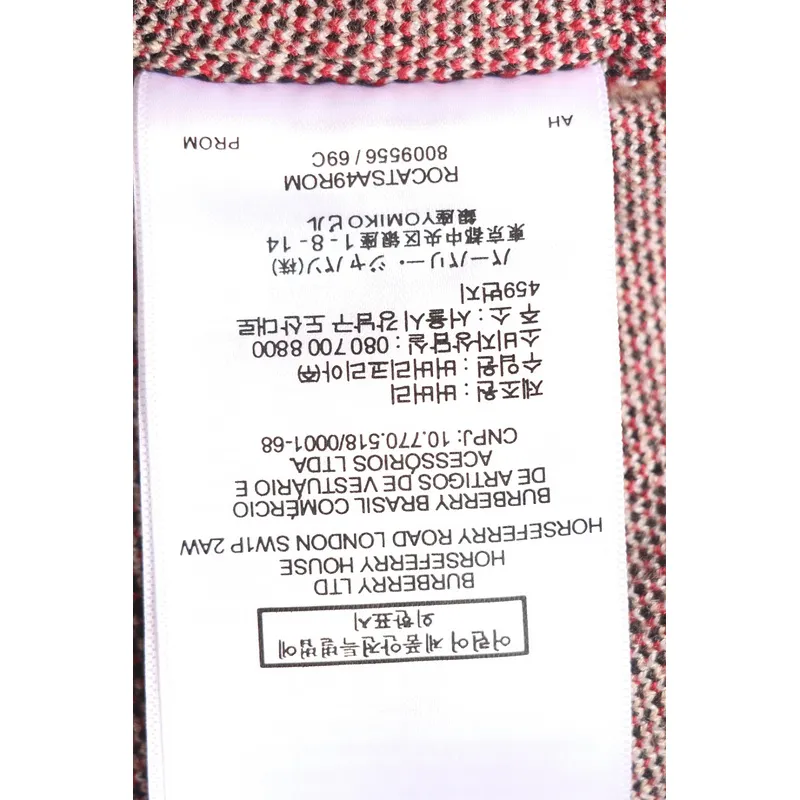 어린이제품안전특별법에
의한표시
BURBERRY LTD
HORSEFERRY HOUSE
HORSEFERRY ROAD LONDON SW1P 2AW
BURBERRY BRASIL COMÉRCIO
DE ARTIGOS DE VESTUÁRIO E
ACESSÓRIOS LTDA
CNPJ: 10.770.518/0001-68
제조원 : 버버리
수입원 : 버버리코리아㈜
소비자상담실 : 080 700 8800
주 소 : 서울시 강남구 도산대로
459번지
バーバリー・ジャパン(株)
東京都中央区銀座1-8-14
銀座YOMIKOビル
ROCATSA49ROM
8009556 / 69C
AH PROM